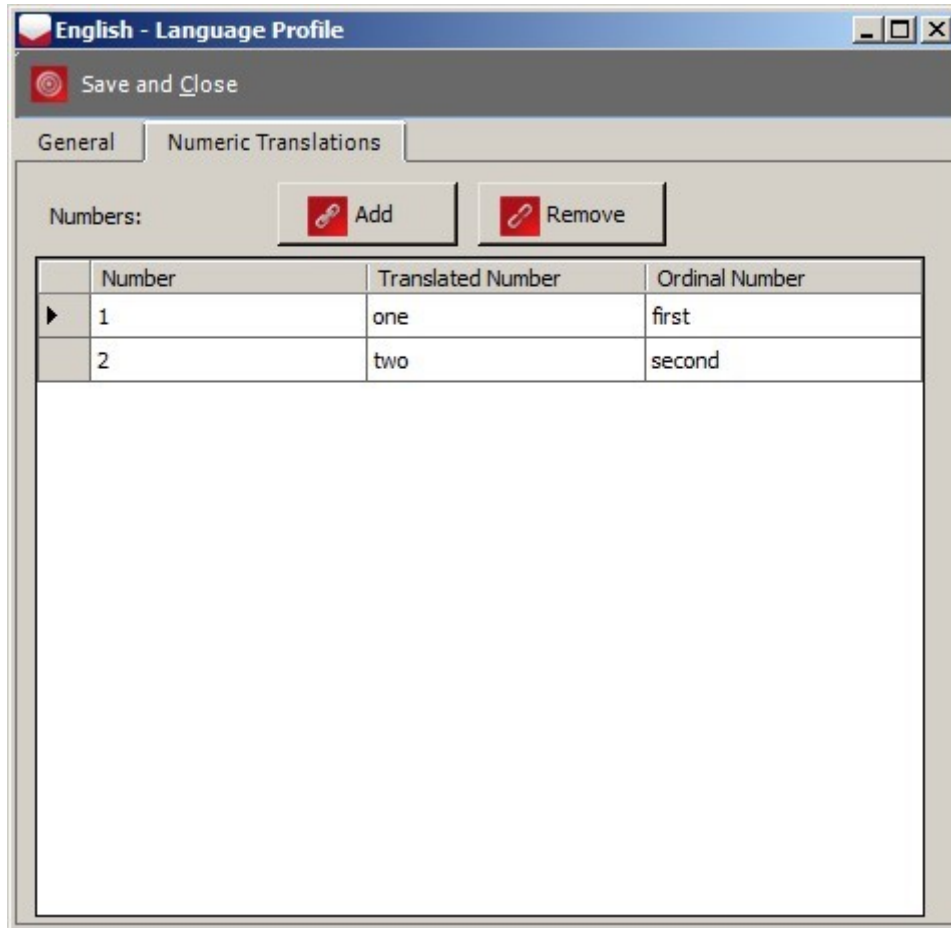 English - Language Profile
Save and Close
General Numeric Translations
Numbers: Add Remove
Number Translated Number Ordinal Number
1 one first
2 two second